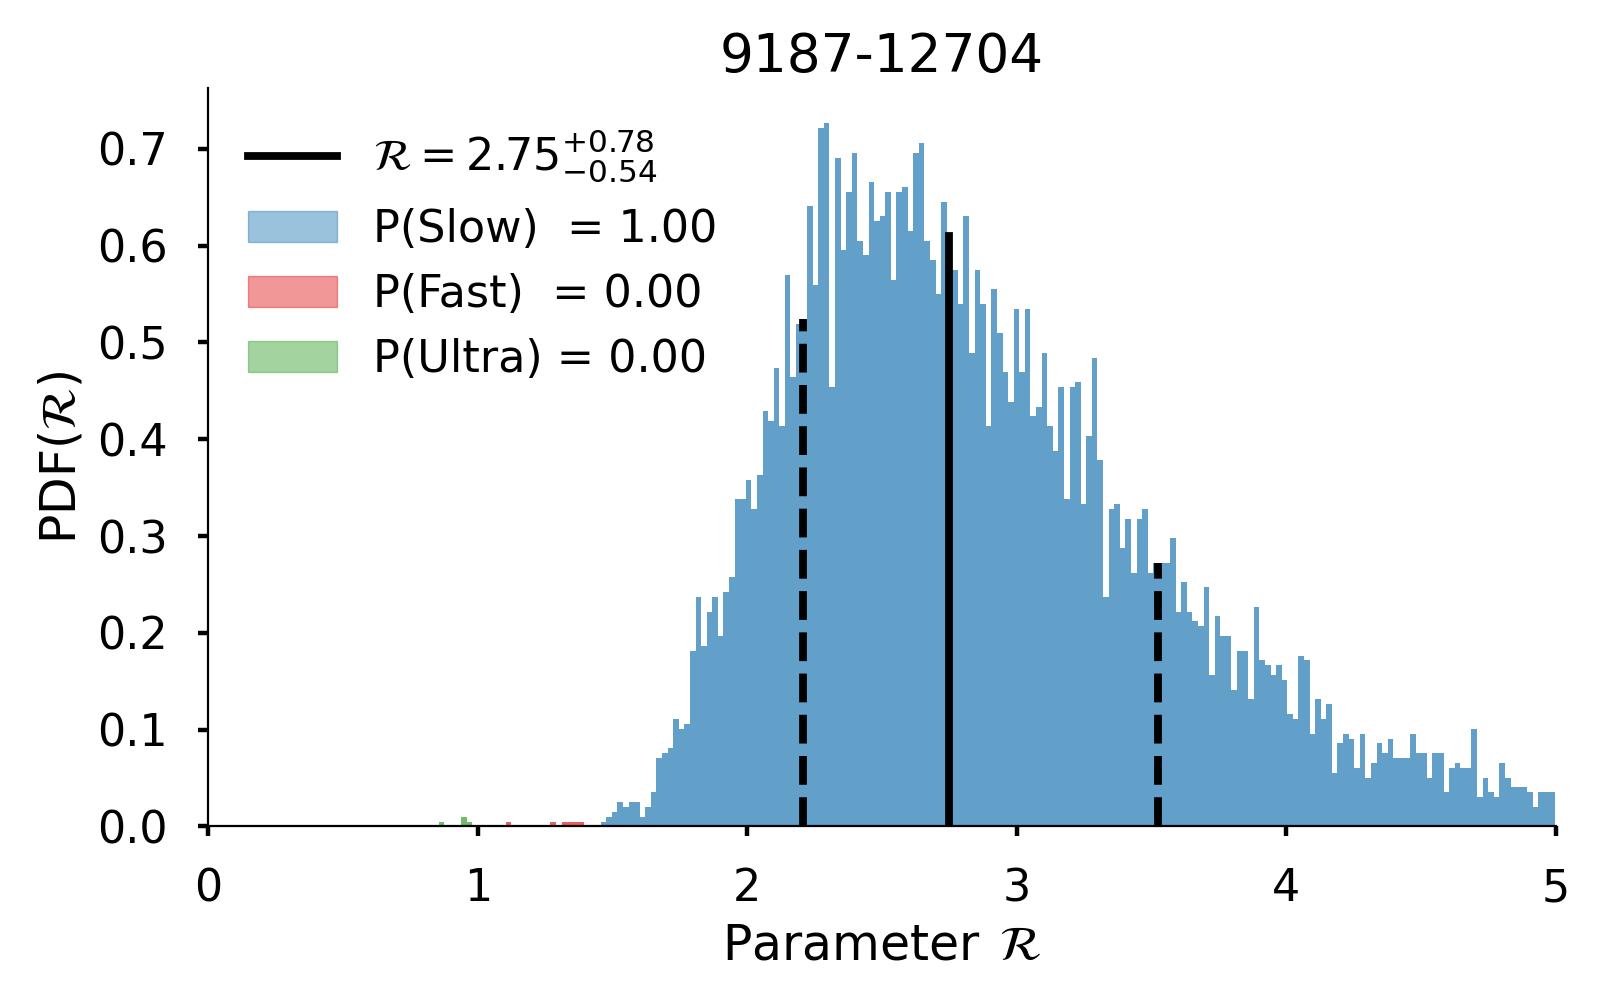 9187-12704
ℛ = 2.75 +0.78 −0.54
P(Slow) = 1.00
P(Fast) = 0.00
P(Ultra) = 0.00
PDF(ℛ)
0.7
0.6
0.5
0.4
0.3
0.2
0.1
0.0
0 1 2 3 4 5
Parameter ℛ